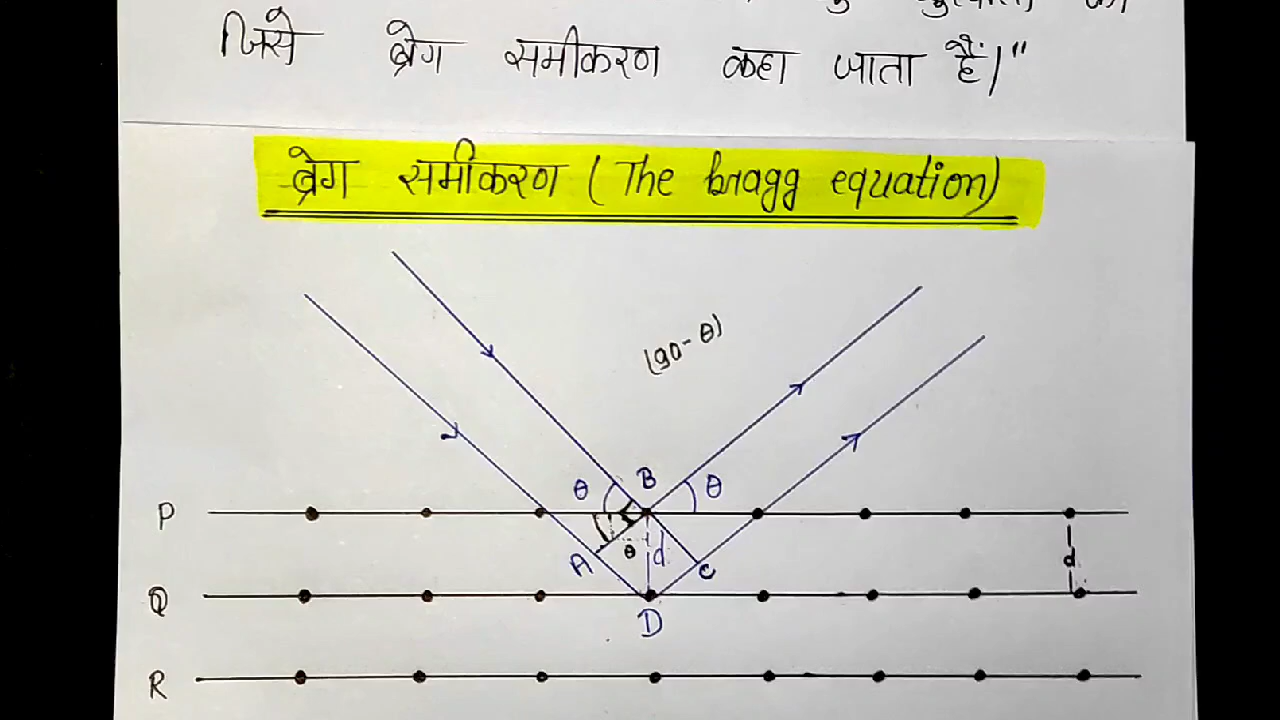 जिसे ब्रेग समीकरण कहा जाता हैं।"
ब्रेग समीकरण ( The bragg equation)
(90-θ)
θ B θ
P
A θ d C d
Q
D
R